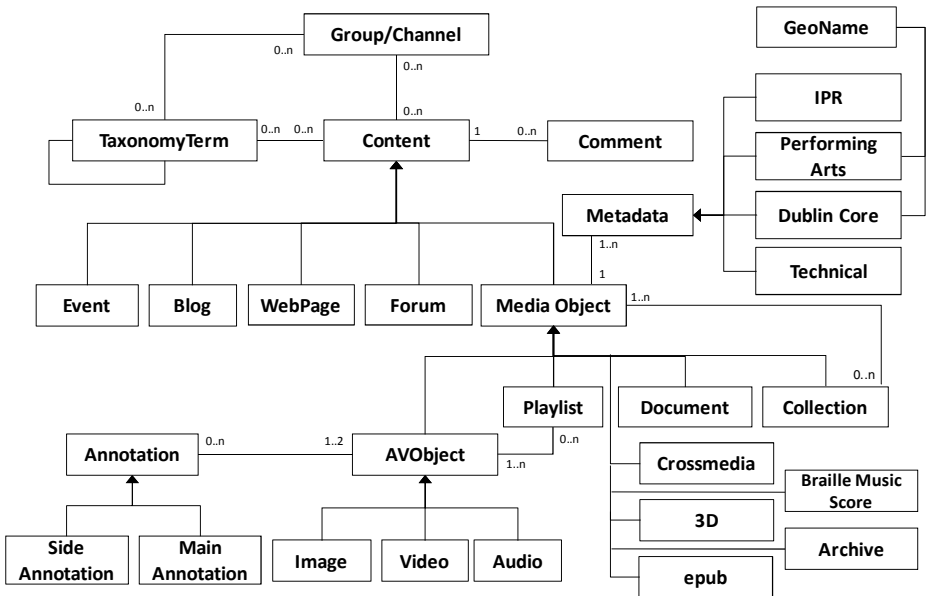 Group/Channel
GeoName
0..n
0..n
IPR
0..n
0..n
TaxonomyTerm
0..n
0..n
Content
1
0..n
Comment
Performing
Arts
Metadata
Dublin Core
1..n
1
Technical
Event
Blog
WebPage
Forum
Media Object
1..n
0..n
Playlist
Document
Collection
Annotation
0..n
1..2
AVObject
0..n
1..n
Crossmedia
Braille Music
Score
3D
Side
Annotation
Main
Annotation
Image
Video
Audio
Archive
epub